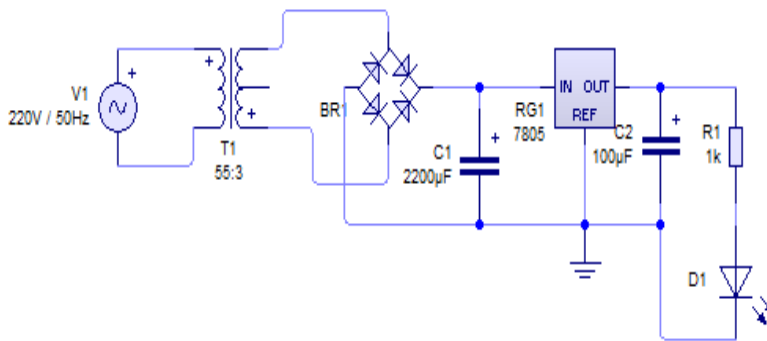 V1
220V / 50Hz
T1
55:3
BR1
C1
2200µF
RG1
7805
IN OUT
REF
C2
100µF
R1
1k
D1